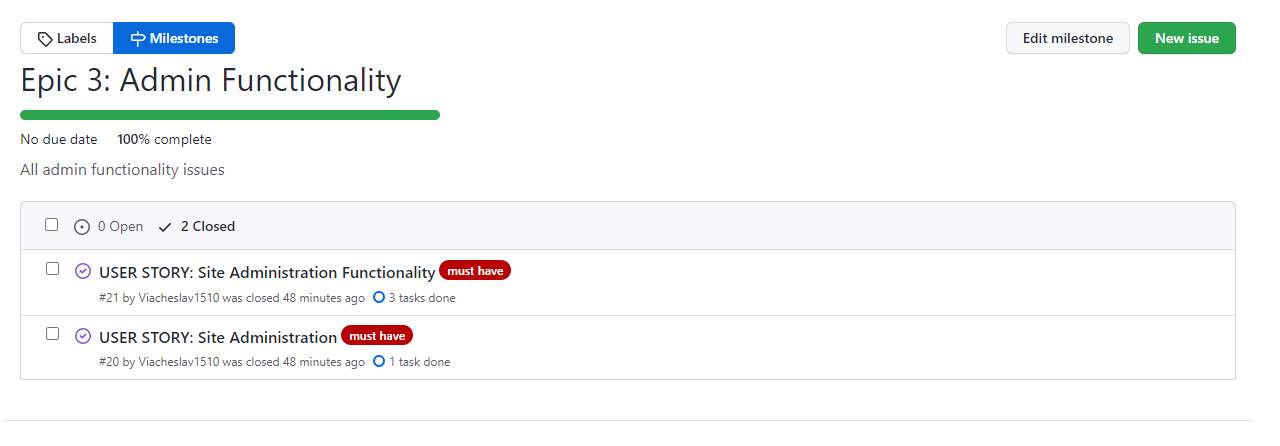 Labels Milestones Edit milestone New issue
Epic 3: Admin Functionality
No due date 100% complete
All admin functionality issues
0 Open 2 Closed
USER STORY: Site Administration Functionality must have
#21 by Viacheslav1510 was closed 48 minutes ago 3 tasks done
USER STORY: Site Administration must have
#20 by Viacheslav1510 was closed 48 minutes ago 1 task done